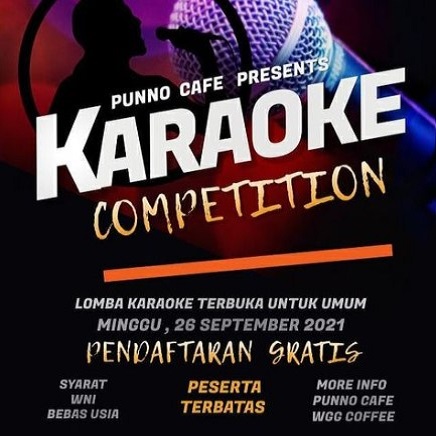 PUNNO CAFE PRESENTS
KARAOKE
COMPETITION
LOMBA KARAOKE TERBUKA UNTUK UMUM
MINGGU , 26 SEPTEMBER 2021
PENDAFTARAN GRATIS
SYARAT
WNI
BEBAS USIA
PESERTA
TERBATAS
MORE INFO
PUNNO CAFE
WGG COFFEE